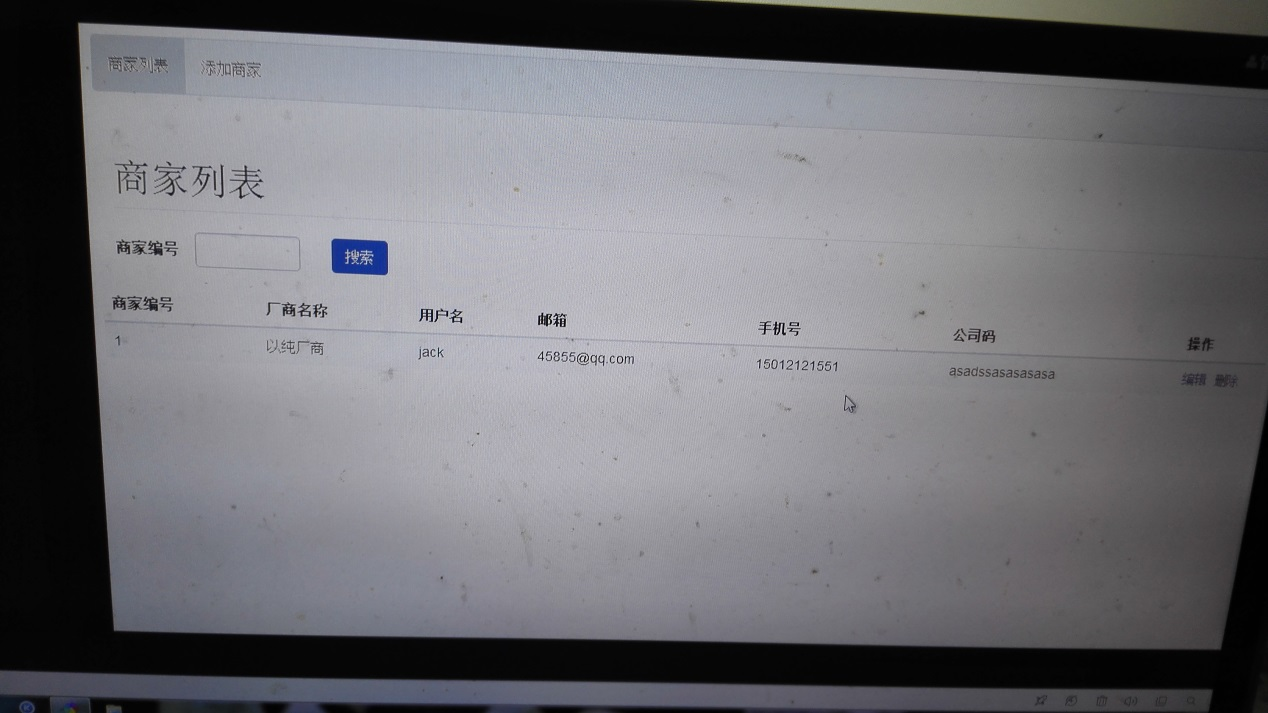 商家列表 添加商家
商家列表
商家编号 搜索
商家编号 厂商名称 用户名 邮箱 手机号 公司码 操作
1 以纯厂商 jack 45855@qq.com 15012121551 asadssasasasasa 编辑 删除